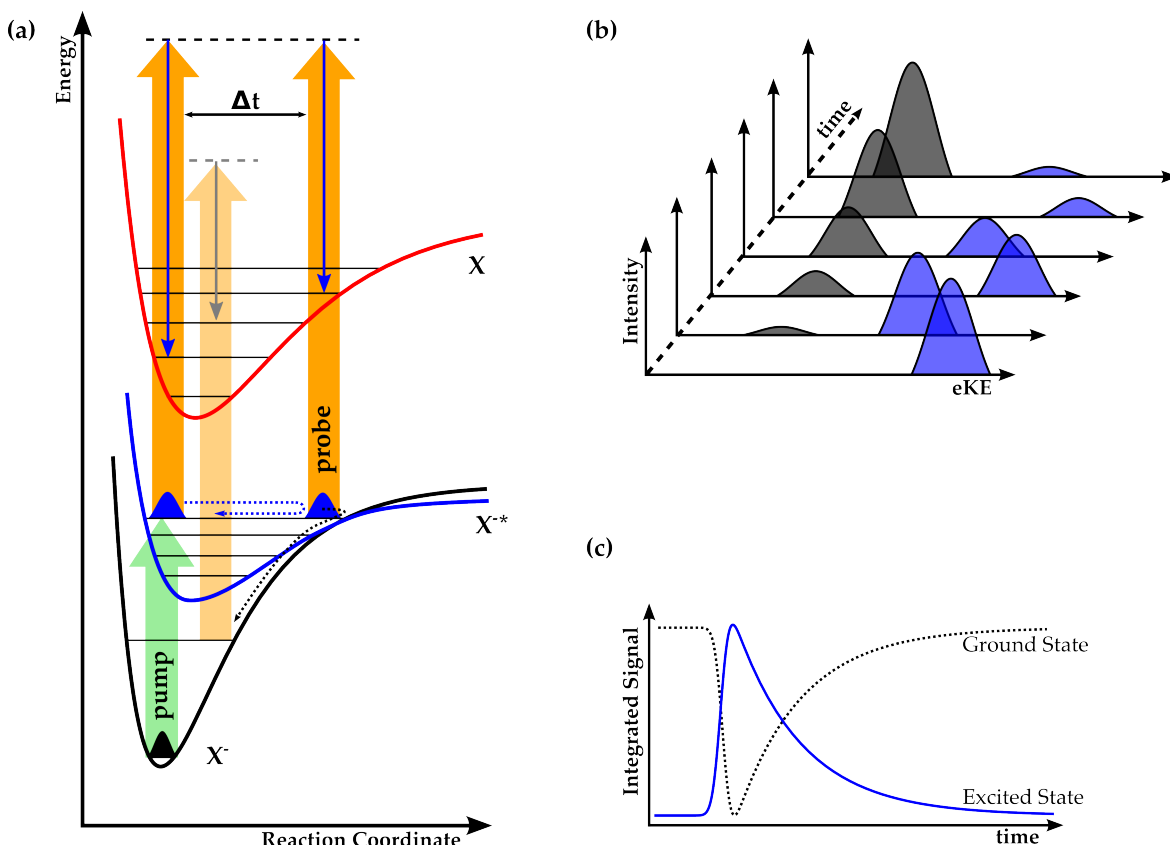 (a)
Energy
Δt
X
probe
X-*
pump
X-
Reaction Coordinate
(b)
time
Intensity
eKE
(c)
Integrated Signal
Ground State
Excited State
time